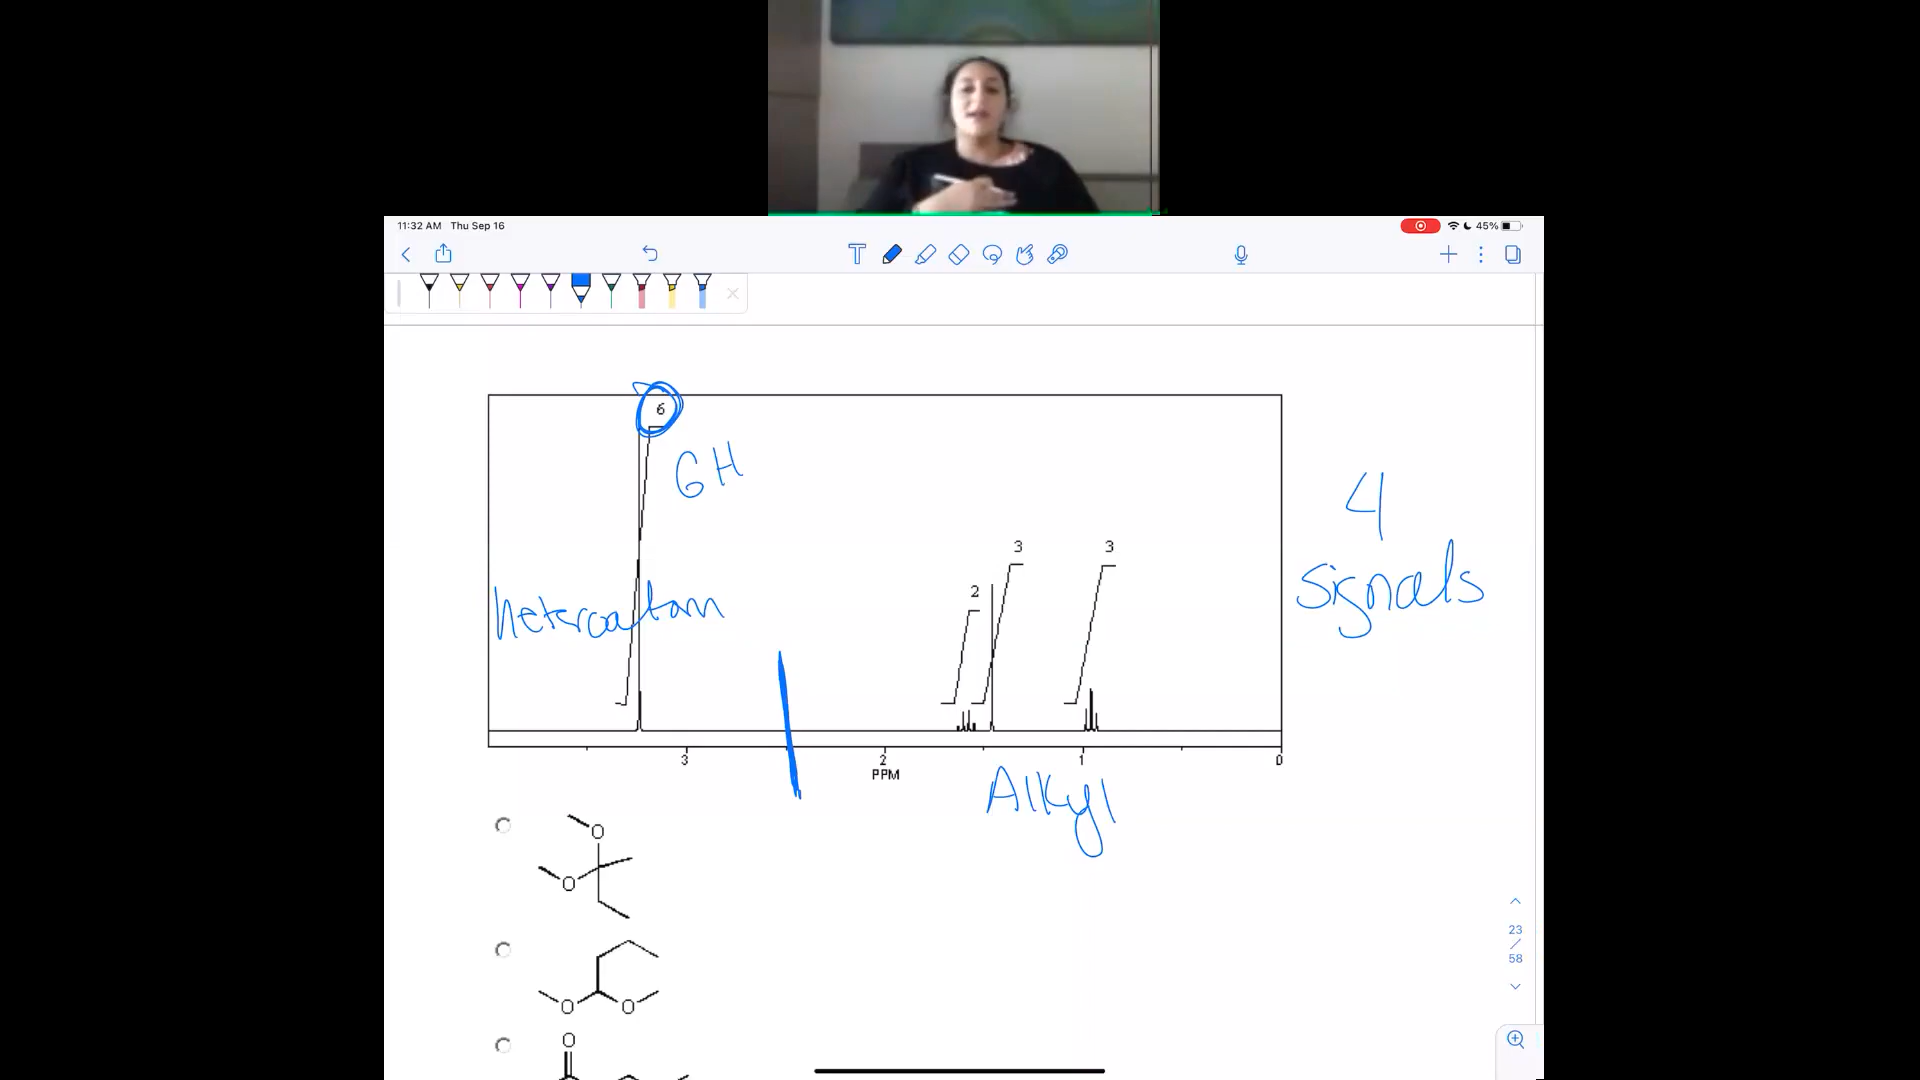 11:32 AM Thu Sep 16
45%
T
6
6H
4
signals
3
3
2
heteroatom
3
2
1
0
PPM
Alkyl
O
O
O
O
O
23
/
58